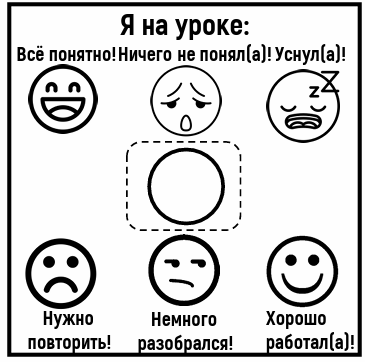 Я на уроке:
Всё понятно! Ничего не понял(а)! Уснул(а)!
z Z
Нужно Немного Хорошо
повторить! разобрался! работал(а)!